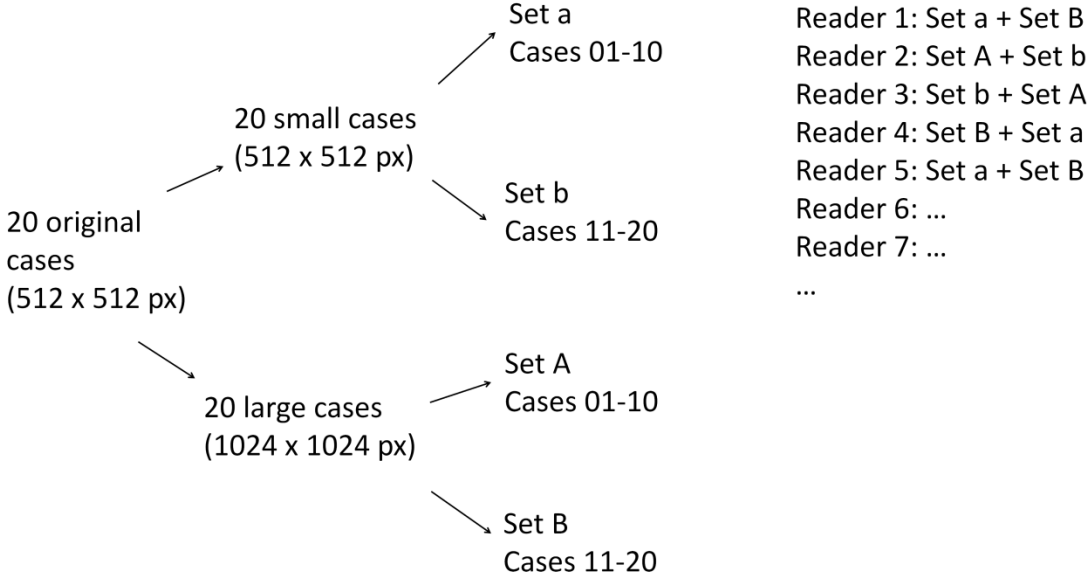 20 original
cases
(512 x 512 px)
20 small cases
(512 x 512 px)
20 large cases
(1024 x 1024 px)
Set a
Cases 01-10
Set b
Cases 11-20
Set A
Cases 01-10
Set B
Cases 11-20
Reader 1: Set a + Set B
Reader 2: Set A + Set b
Reader 3: Set b + Set A
Reader 4: Set B + Set a
Reader 5: Set a + Set B
Reader 6: ...
Reader 7: ...
...